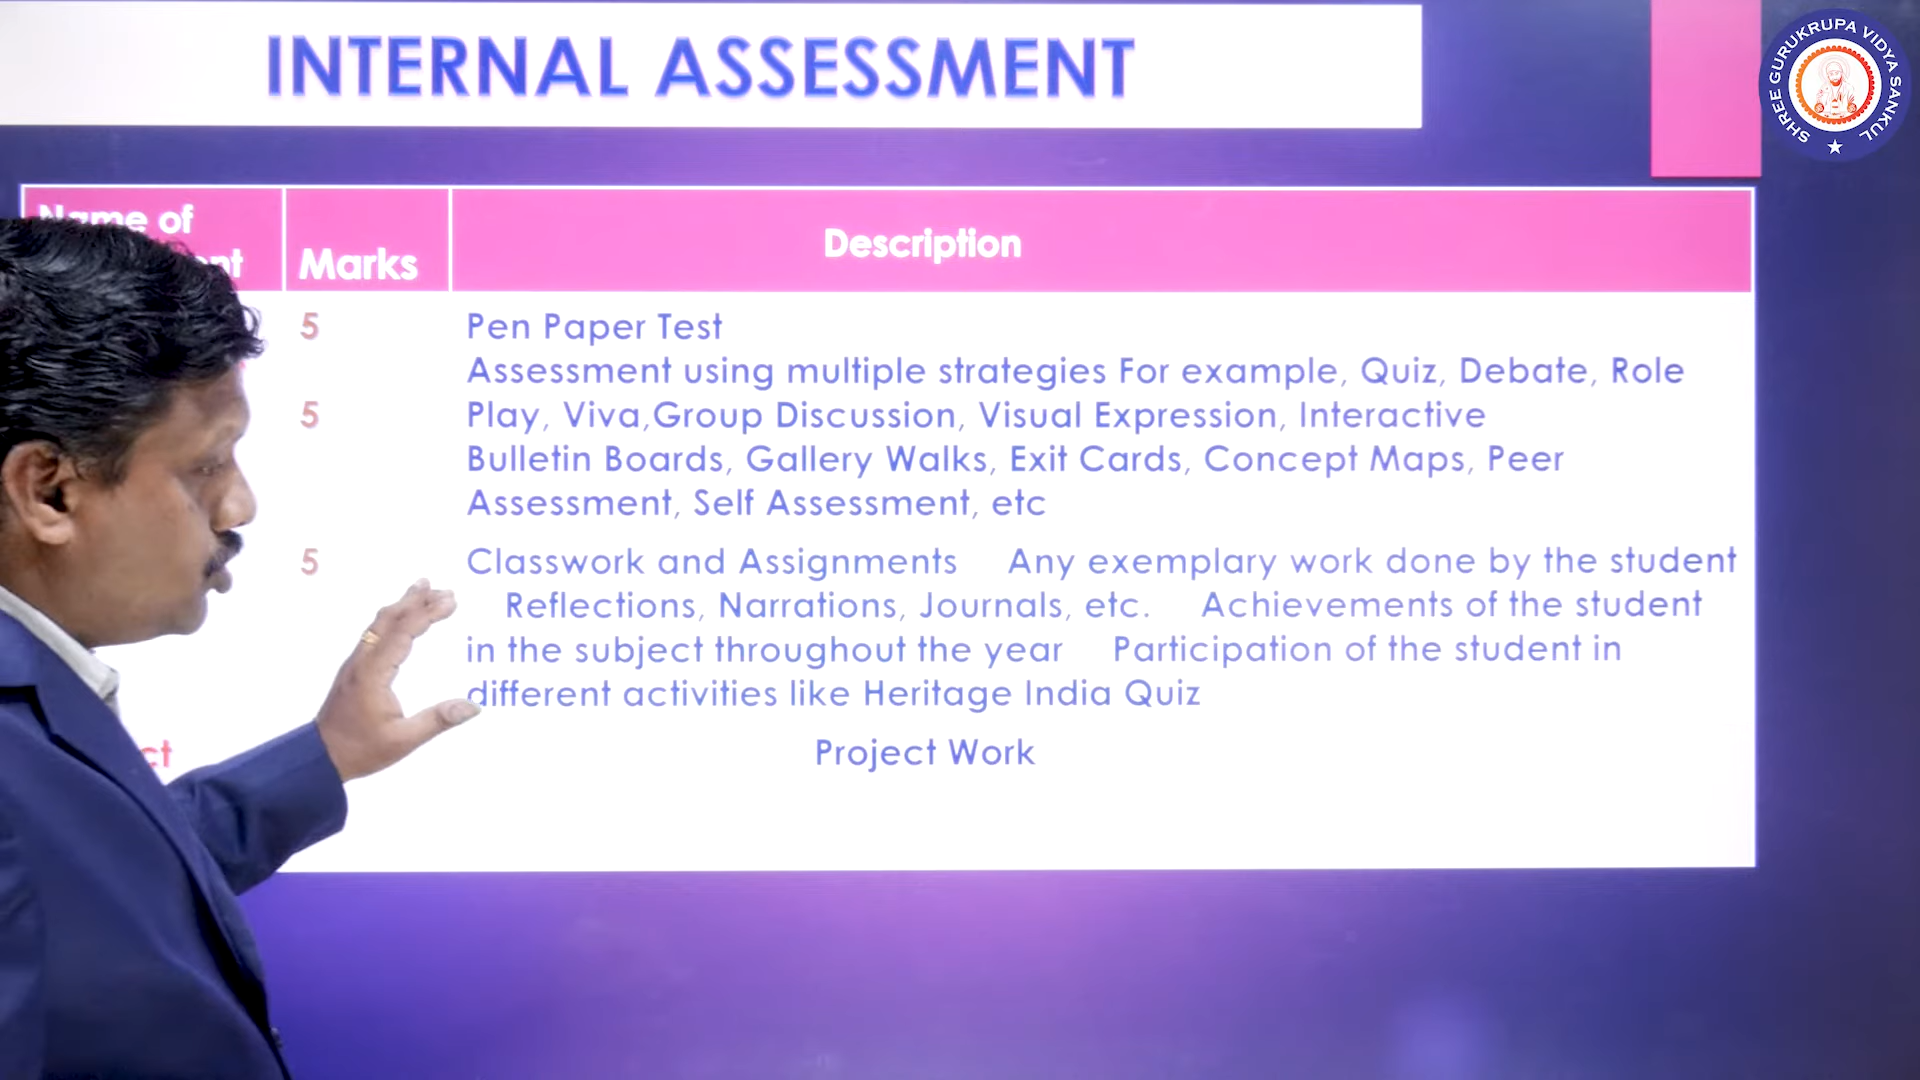 INTERNAL ASSESSMENT
SHREE GURUKRUPA VIDYA SANKUL
Name of
Marks
Description
5 Pen Paper Test
Assessment using multiple strategies For example, Quiz, Debate, Role
5 Play, Viva,Group Discussion, Visual Expression, Interactive
Bulletin Boards, Gallery Walks, Exit Cards, Concept Maps, Peer
Assessment, Self Assessment, etc
5 Classwork and Assignments Any exemplary work done by the student
Reflections, Narrations, Journals, etc. Achievements of the student
in the subject throughout the year Participation of the student in
different activities like Heritage India Quiz
Project Work